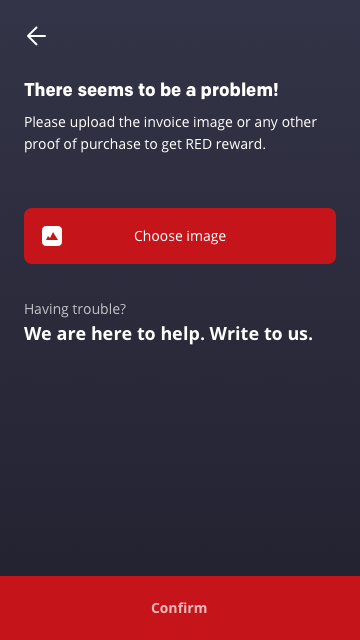 There seems to be a problem!
Please upload the invoice image or any other
proof of purchase to get RED reward.
Choose image
Having trouble?
We are here to help. Write to us.
Confirm